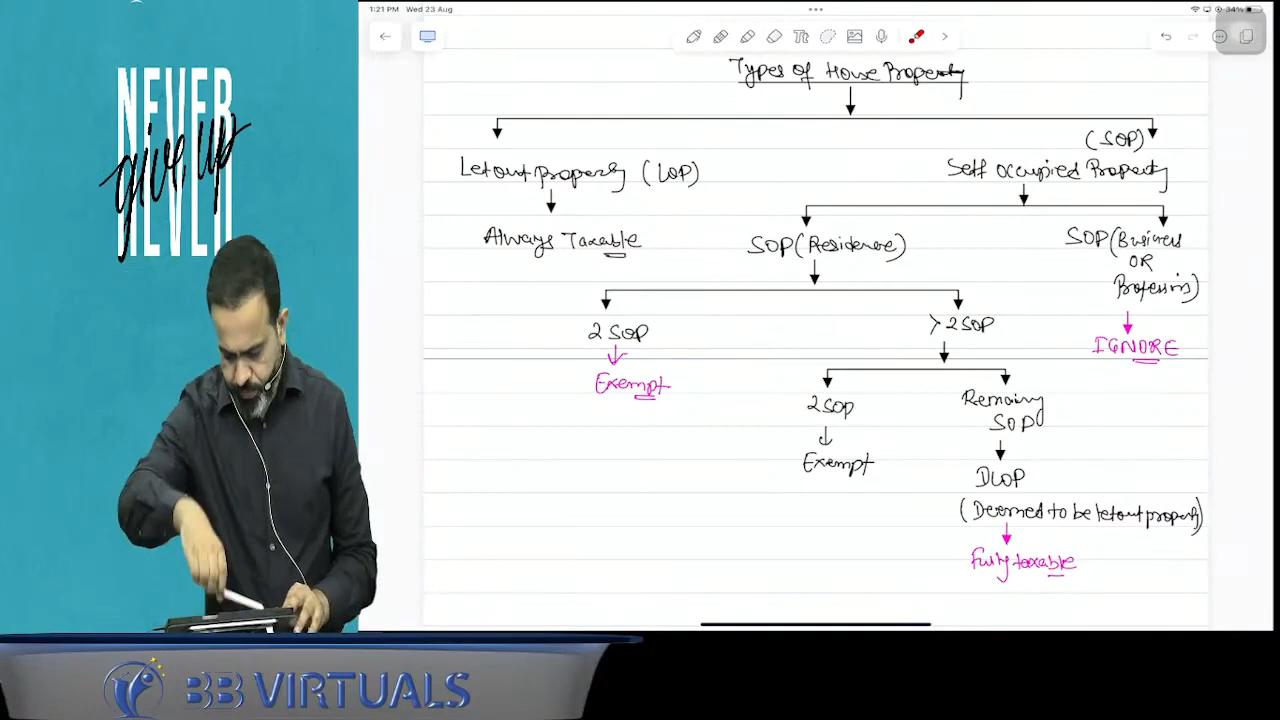 1:21 PM Wed 23 Aug
34%
NEVER
give up
NEVER
Types of House Property
(SOP)
Letout Property (LOP)
Self occupied Property
Always Taxable
SOP (Residence)
SOP (Business
OR
Profession)
2 SOP
> 2 SOP
IGNORE
Exempt
2 SOP
Remaing
SOP
Exempt
DLOP
(Deemed to be letout property)
Fully taxable
BB VIRTUALS